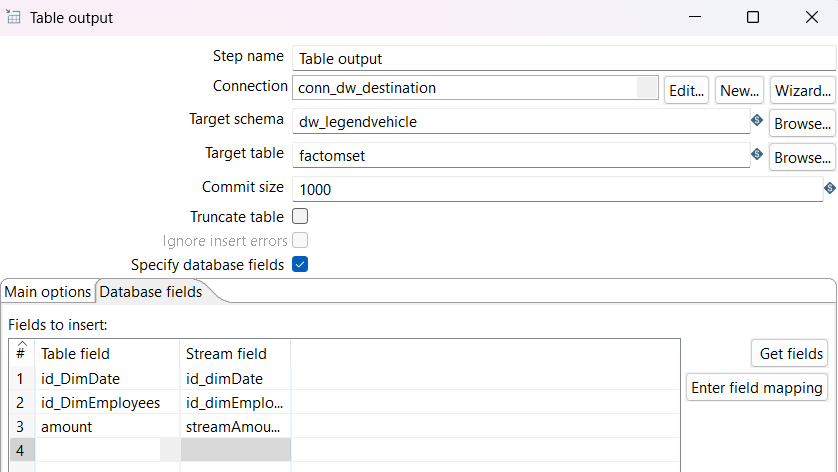 Table output
Step name Table output
Connection conn_dw_destination Edit... New... Wizard...
Target schema dw_legendvehicle Browse...
Target table factomset Browse...
Commit size 1000
Truncate table
Ignore insert errors
Specify database fields
Main options Database fields
Fields to insert:
# Table field Stream field Get fields
1 id_DimDate id_dimDate
2 id_DimEmployees id_dimEmplo... Enter field mapping
3 amount streamAmou...
4